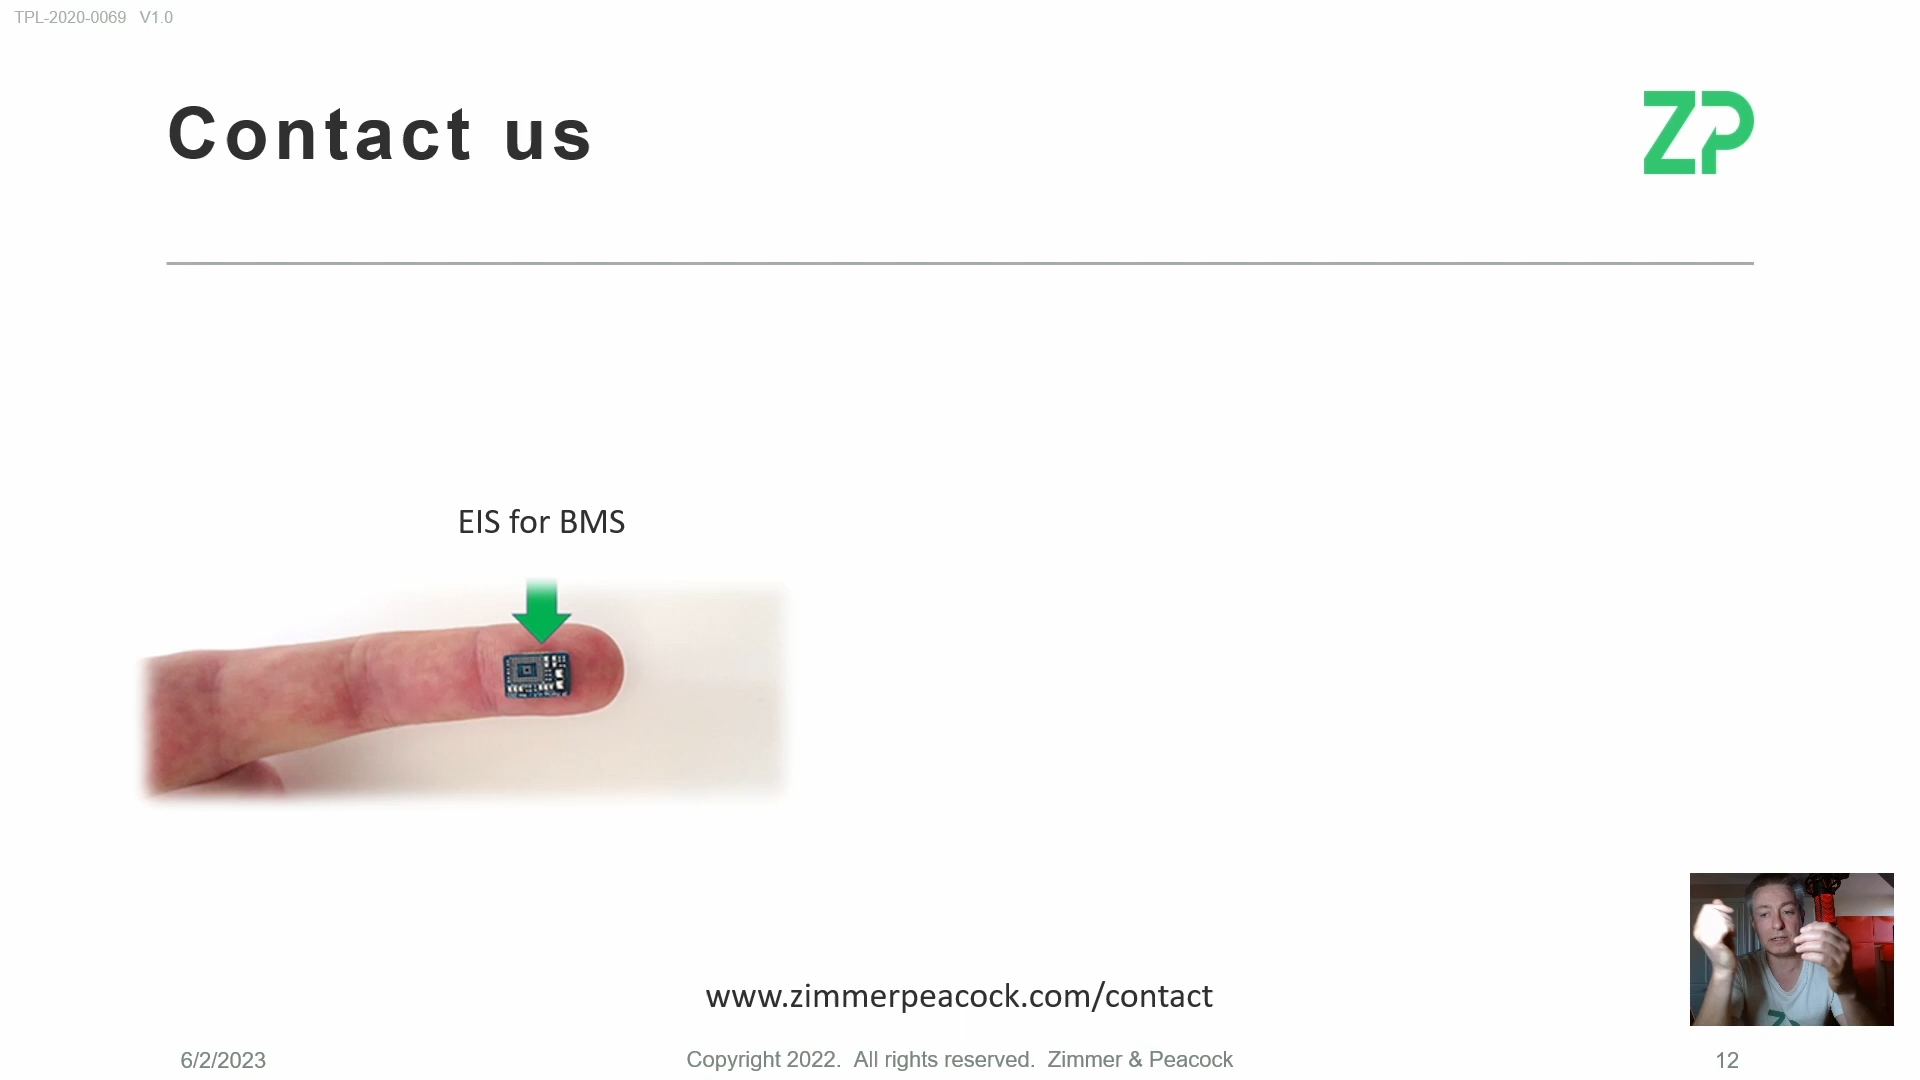 TPL-2020-0069 V1.0
Contact us
ZP
EIS for BMS
www.zimmerpeacock.com/contact
6/2/2023
Copyright 2022. All rights reserved. Zimmer & Peacock
12